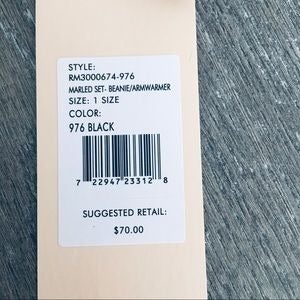 STYLE:
RM3000674-976
MARLED SET- BEANIE/ARMWARMER
SIZE: 1 SIZE
COLOR:
976 BLACK
7 22947 23312 8
SUGGESTED RETAIL:
$70.00